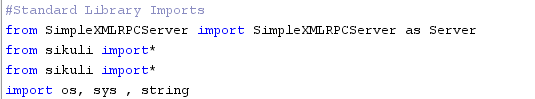 #Standard Library Imports
from SimpleXMLRPCServer import SimpleXMLRPCServer as Server
from sikuli import*
from sikuli import*
import os, sys , string